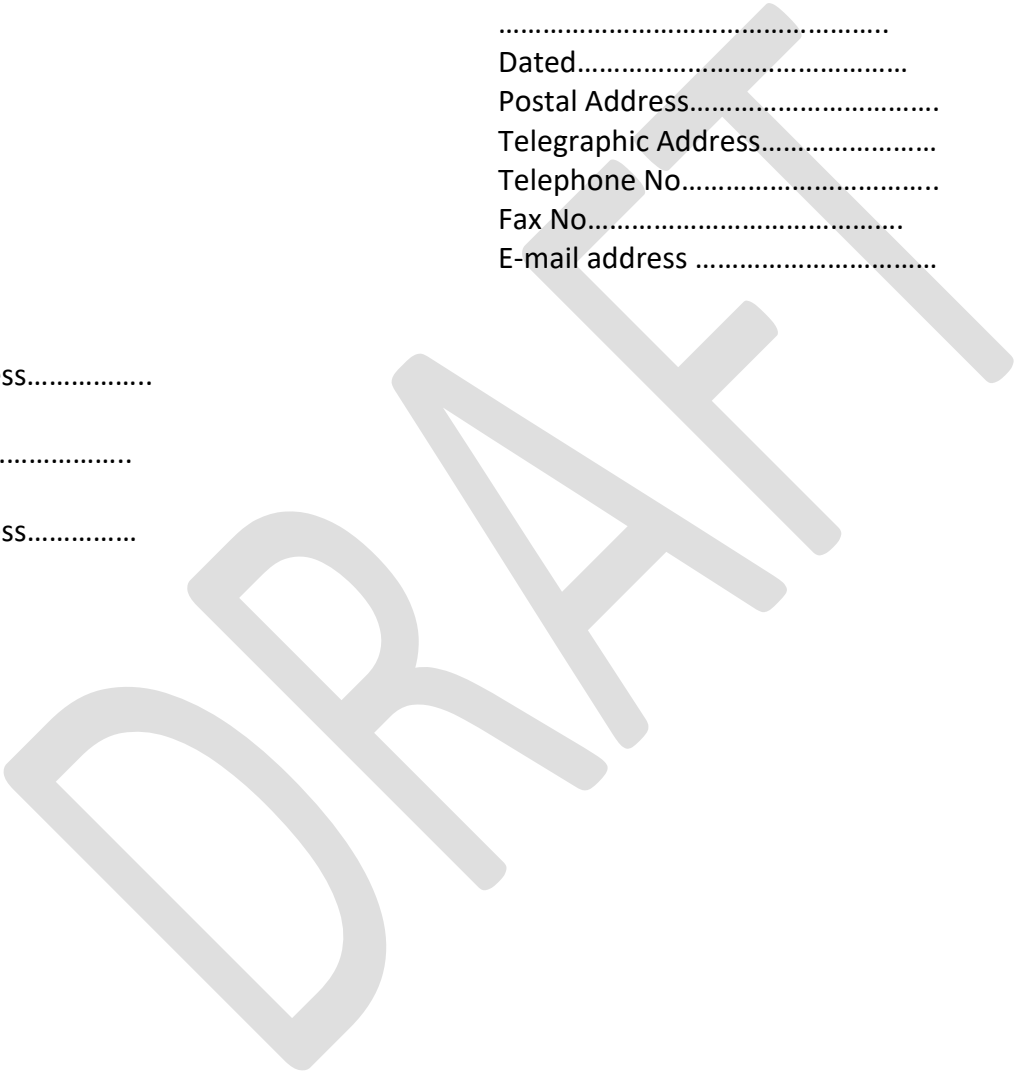 ………………………………………….
Dated………………………………………
Postal Address…………………………….
Telegraphic Address……………………
Telephone No……………………………..
Fax No…………………………………….
E-mail address ……………………………
ss……………..
……………..
ss……………
DRAFT